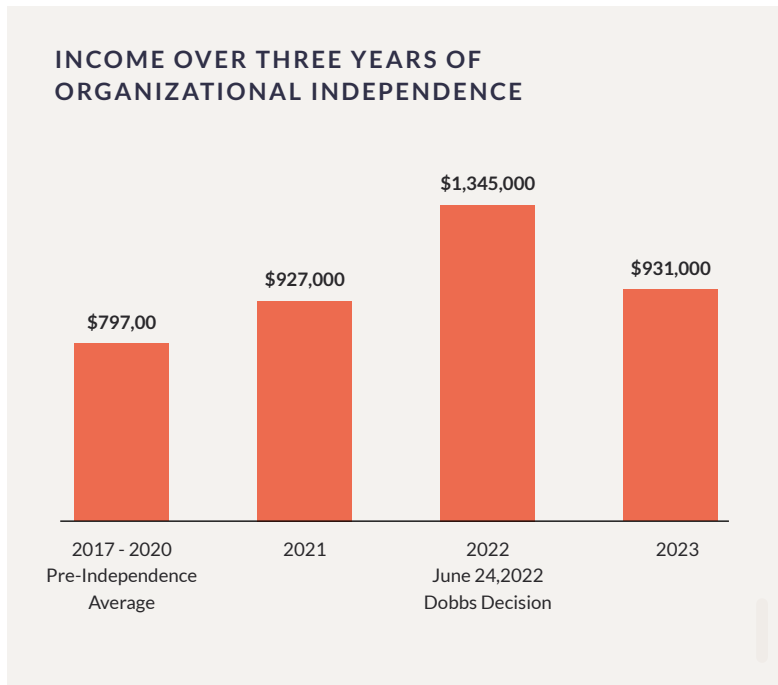 INCOME OVER THREE YEARS OF
ORGANIZATIONAL INDEPENDENCE
$1,345,000
$931,000
$927,000
$797,00
2017 - 2020
Pre-Independence
Average
2021
2022
June 24,2022
Dobbs Decision
2023